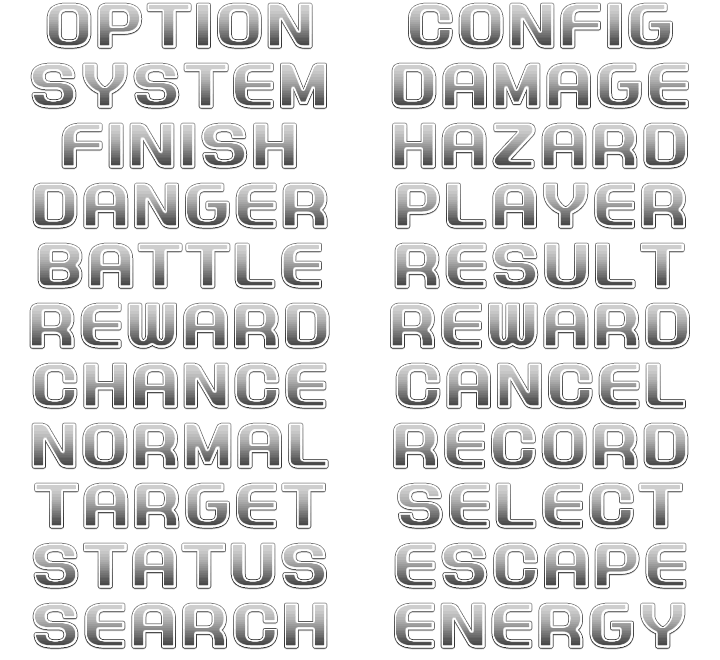 OPTION CONFIG
SYSTEM DAMAGE
FINISH HAZARD
DANGER PLAYER
BATTLE RESULT
REWARD REWARD
CHANCE CANCEL
NORMAL RECORD
TARGET SELECT
STATUS ESCAPE
SEARCH ENERGY